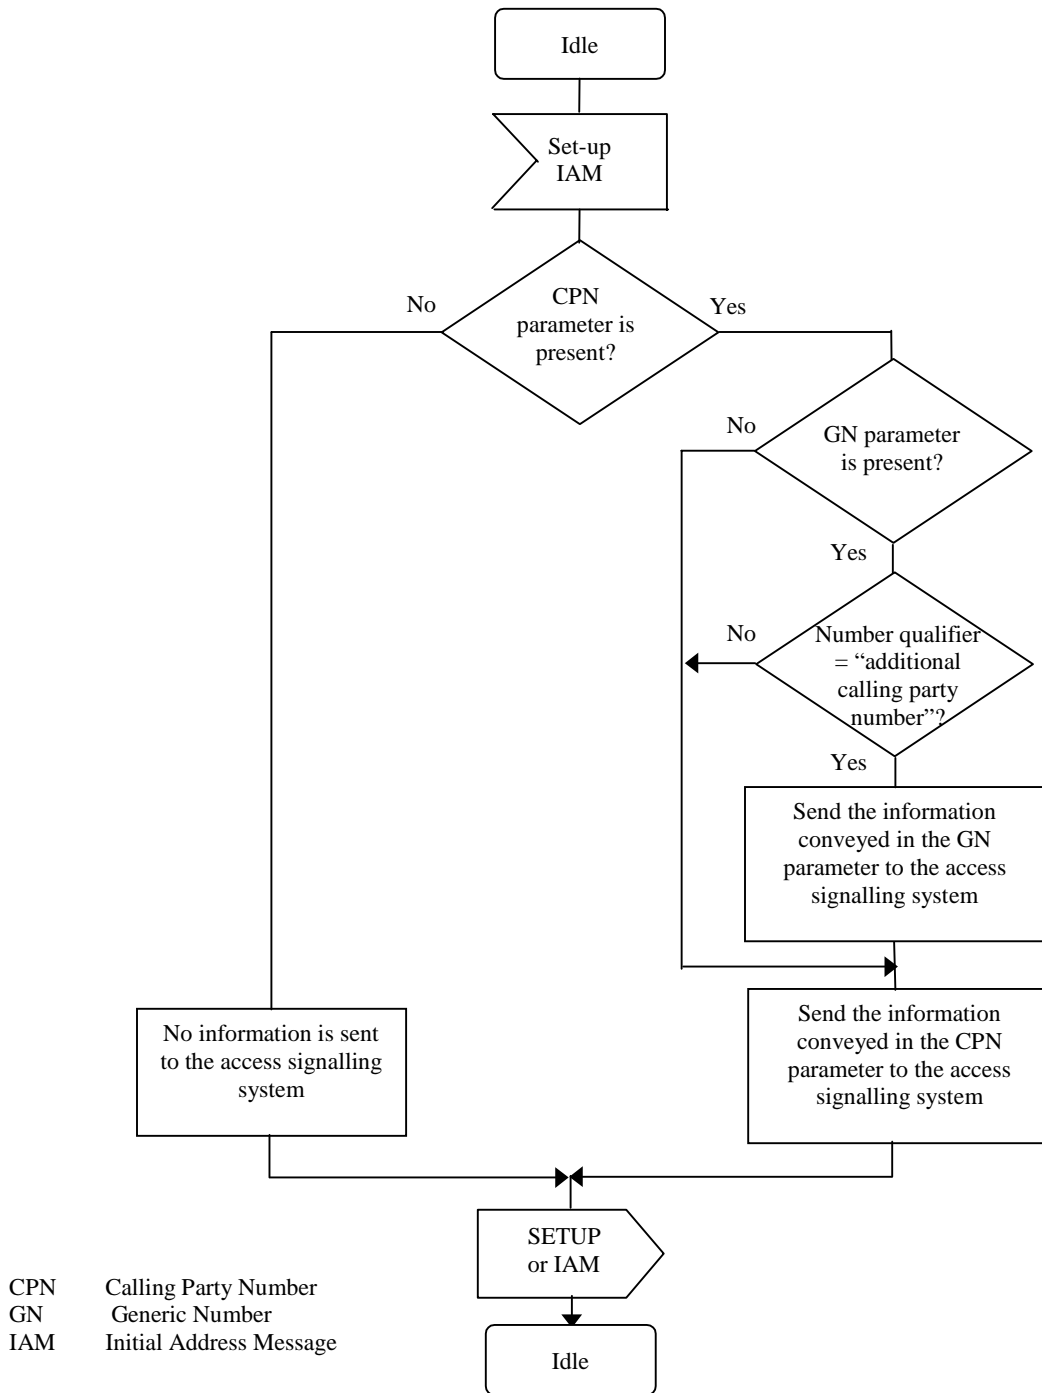 Idle
Set-up
IAM
No
CPN
parameter is
present?
Yes
No
GN parameter
is present?
Yes
No
Number qualifier
= “additional
calling party
number”?
Yes
Send the information
conveyed in the GN
parameter to the access
signalling system
No information is sent
to the access signalling
system
Send the information
conveyed in the CPN
parameter to the access
signalling system
SETUP
or IAM
CPN Calling Party Number
GN Generic Number
IAM Initial Address Message
Idle